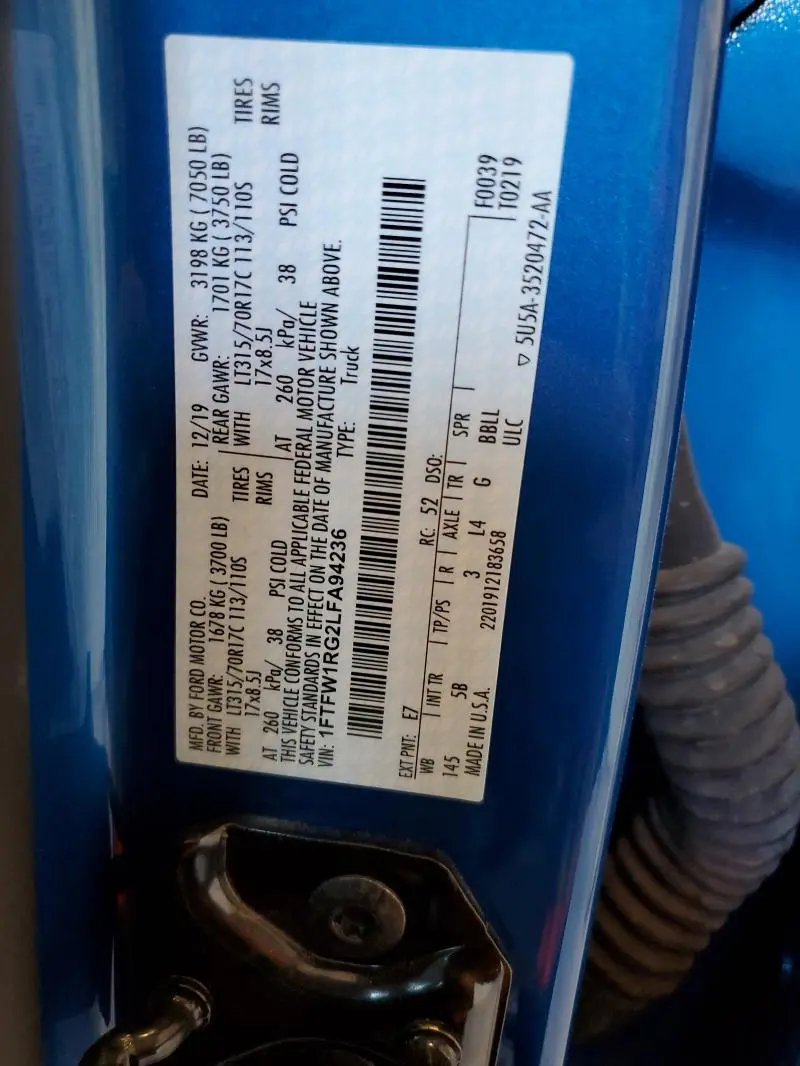 MFD. BY FORD MOTOR CO.
DATE: 12/19 GVWR: 3198 KG ( 7050 LB)
FRONT GAWR: 1678 KG ( 3700 LB) REAR GAWR: 1701 KG ( 3750 LB)
WITH LT315/70R17C 113/110S TIRES WITH LT315/70R17C 113/110S TIRES
17x8.5J RIMS 17x8.5J RIMS
AT 260 kPa/ 38 PSI COLD AT 260 kPa/ 38 PSI COLD
THIS VEHICLE CONFORMS TO ALL APPLICABLE FEDERAL MOTOR VEHICLE
SAFETY STANDARDS IN EFFECT ON THE DATE OF MANUFACTURE SHOWN ABOVE.
VIN: 1FTFW1RG2LFA94236 TYPE: Truck
EXT PNT: E7 RC: 52 DSO: F0039
WB INT TR TP/PS R AXLE TR SPR T0219
145 5B 3 L4 G BBLL
MADE IN U.S.A. 2201912183658 ULC
▽ 5U5A-3520472-AA